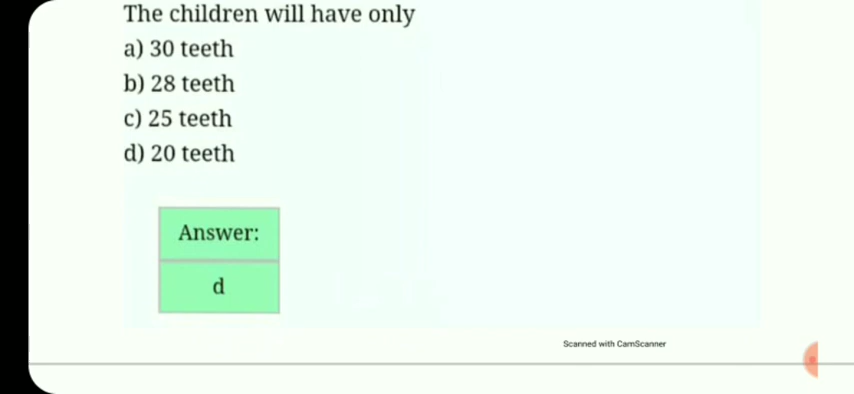 The children will have only
a) 30 teeth
b) 28 teeth
c) 25 teeth
d) 20 teeth
Answer:
d
Scanned with CamScanner